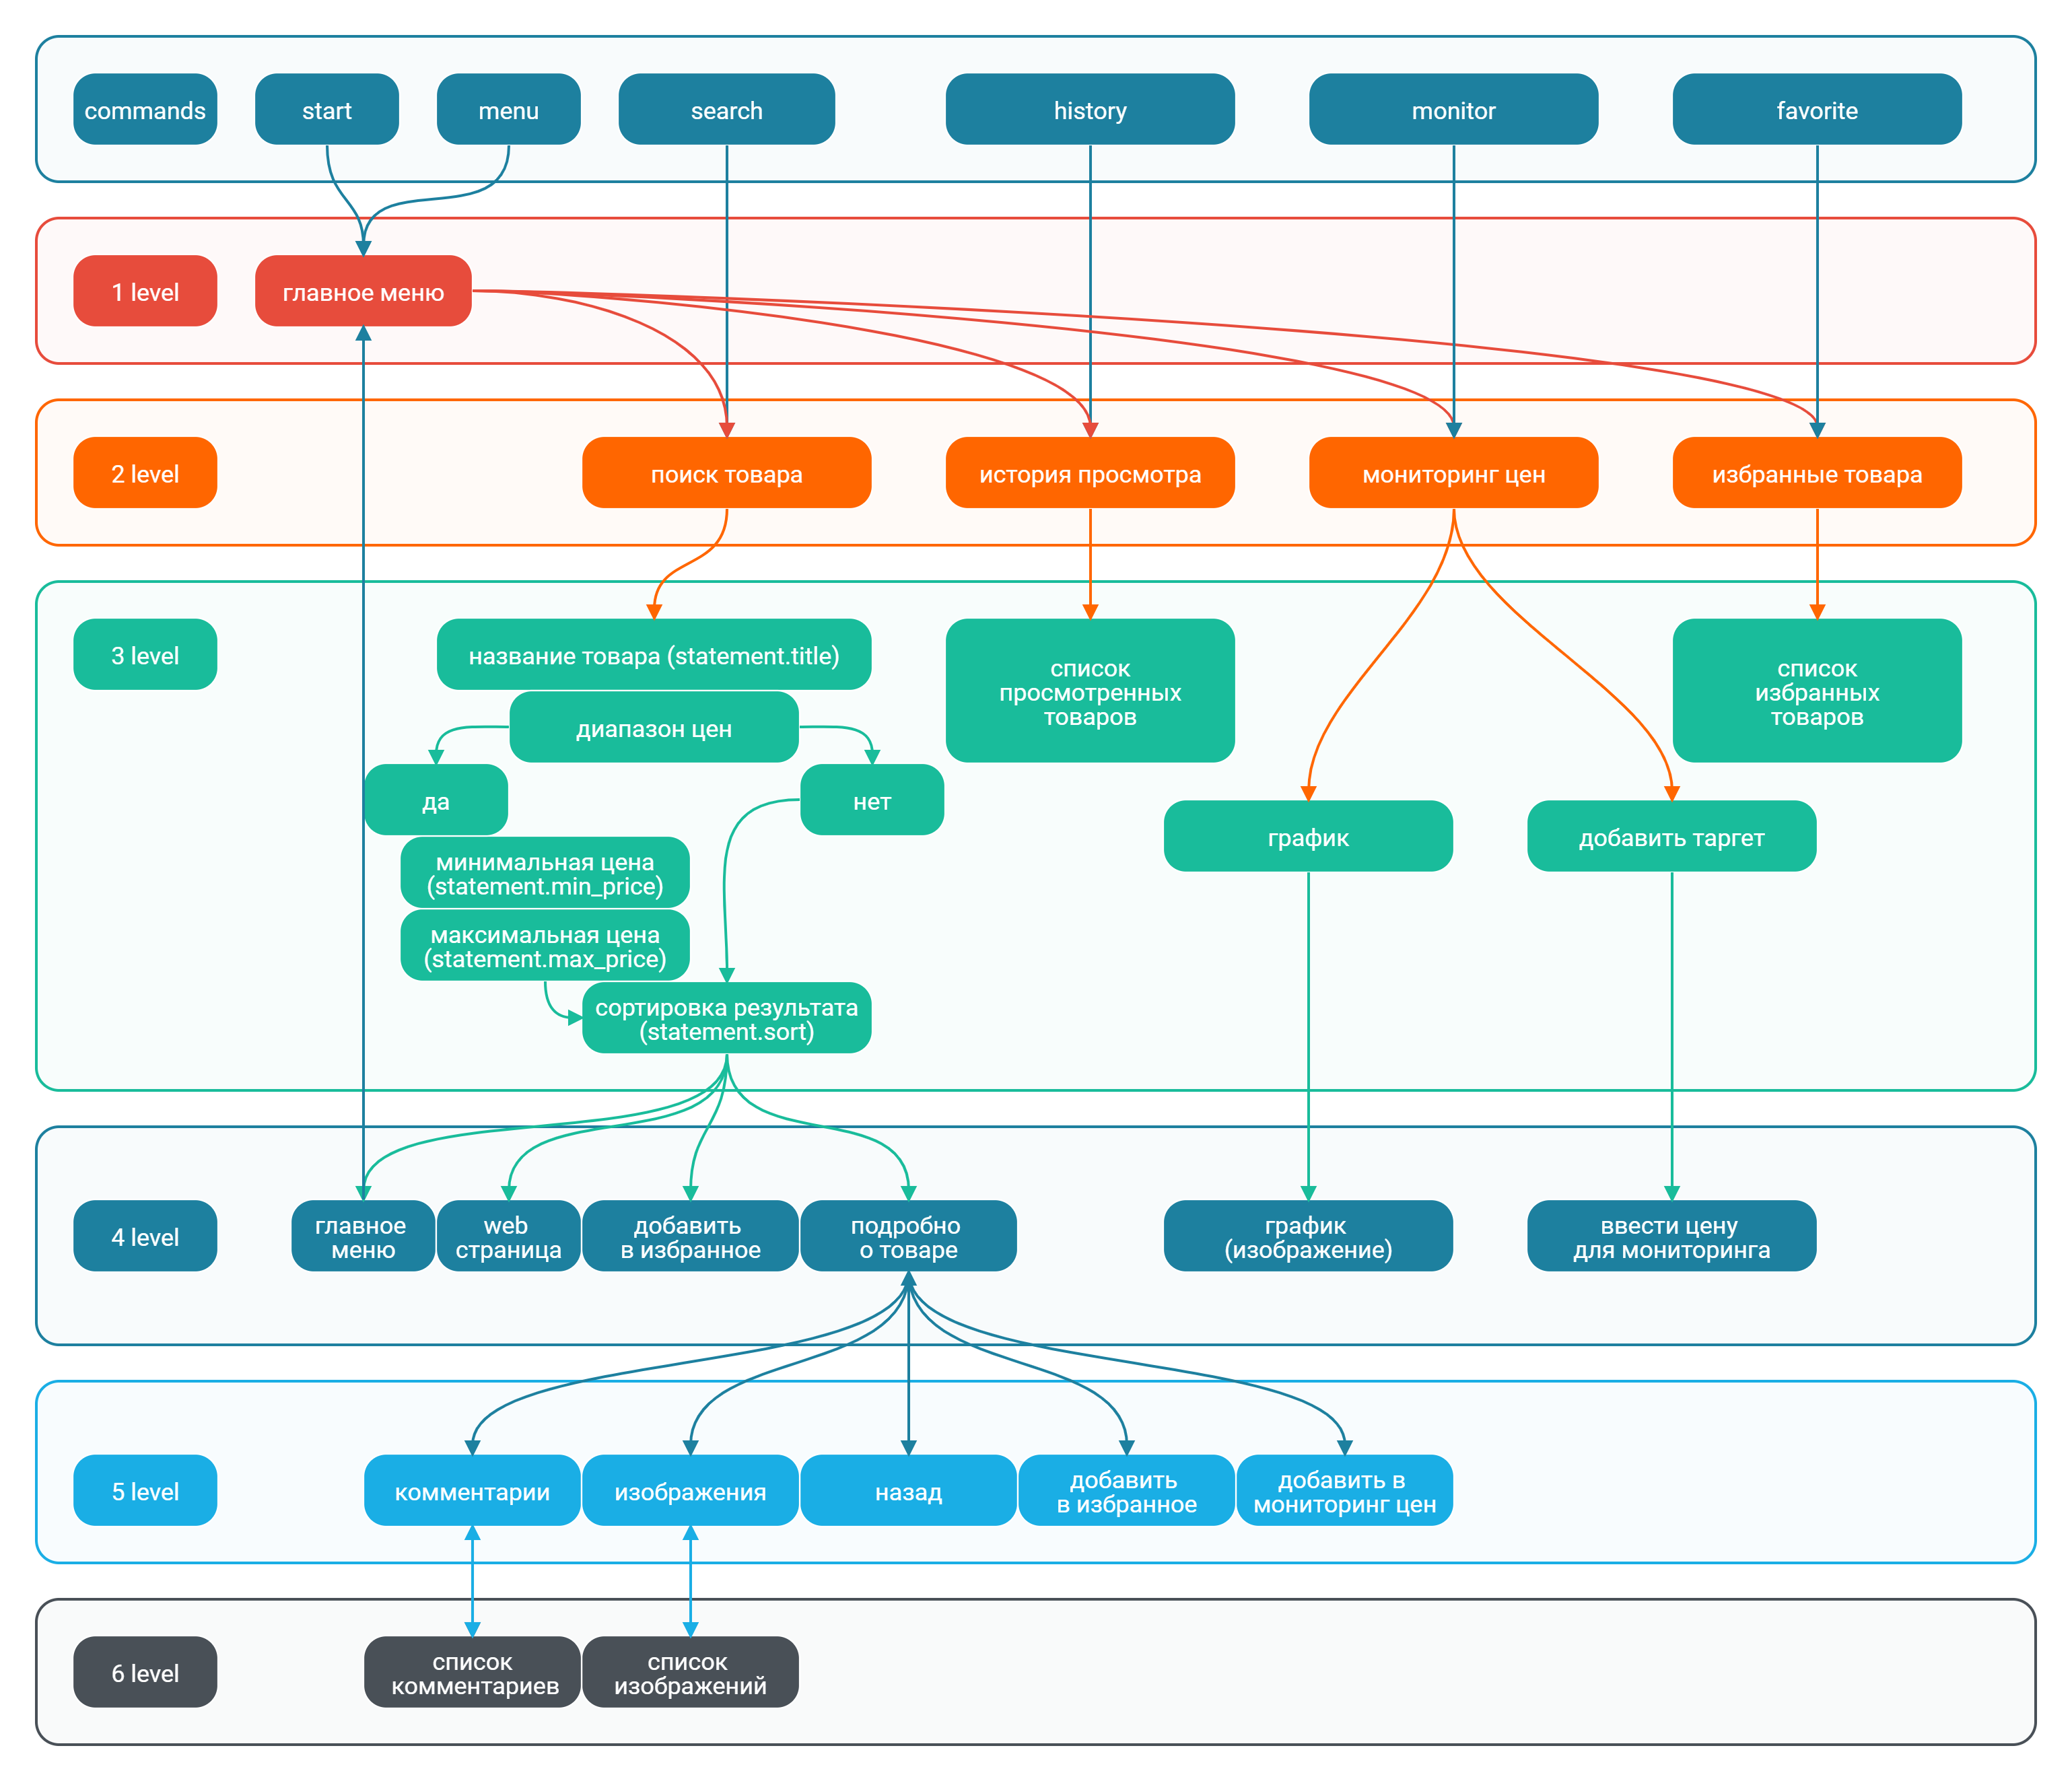 commands
start
menu
search
history
monitor
favorite
1 level
главное меню
2 level
поиск товара
история просмотра
мониторинг цен
избранные товара
3 level
название товара (statement.title)
список
просмотренных
товаров
список
избранных
товаров
диапазон цен
да
нет
график
добавить таргет
минимальная цена
(statement.min_price)
максимальная цена
(statement.max_price)
сортировка результата
(statement.sort)
4 level
главное
меню
web
страница
добавить
в избранное
подробно
о товаре
график
(изображение)
ввести цену
для мониторинга
5 level
комментарии
изображения
назад
добавить
в избранное
добавить в
мониторинг цен
6 level
список
комментариев
список
изображений